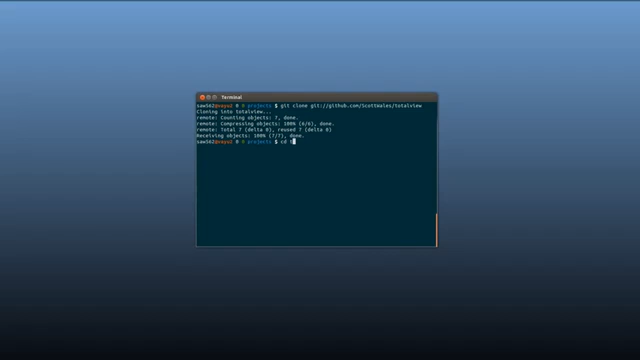 Terminal
saw562@vayu2 0 R projects $ git clone git://github.com/ScottWales/totalview
Cloning into totalview...
remote: Counting objects: 7, done.
remote: Compressing objects: 100% (6/6), done.
remote: Total 7 (delta 0), reused 7 (delta 0)
Receiving objects: 100% (7/7), done.
saw562@vayu2 0 R projects $ cd t